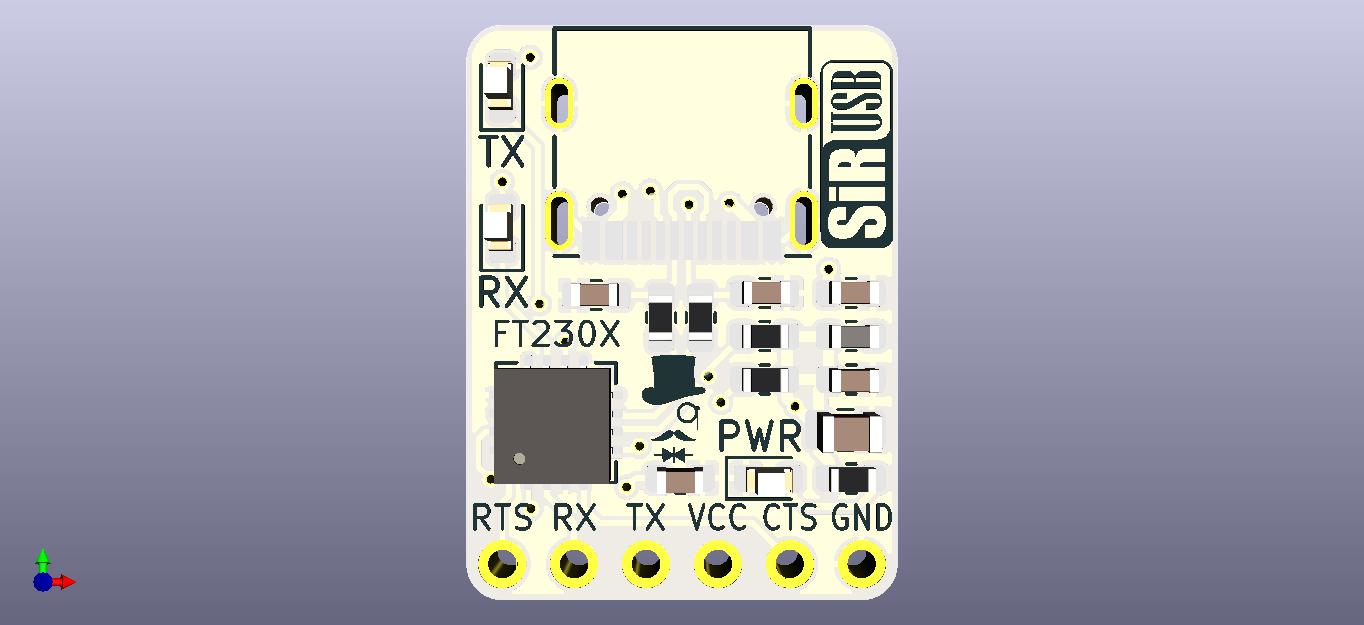 TX
SiR USB
RX
FT230X
PWR
RTS RX TX VCC CTS GND